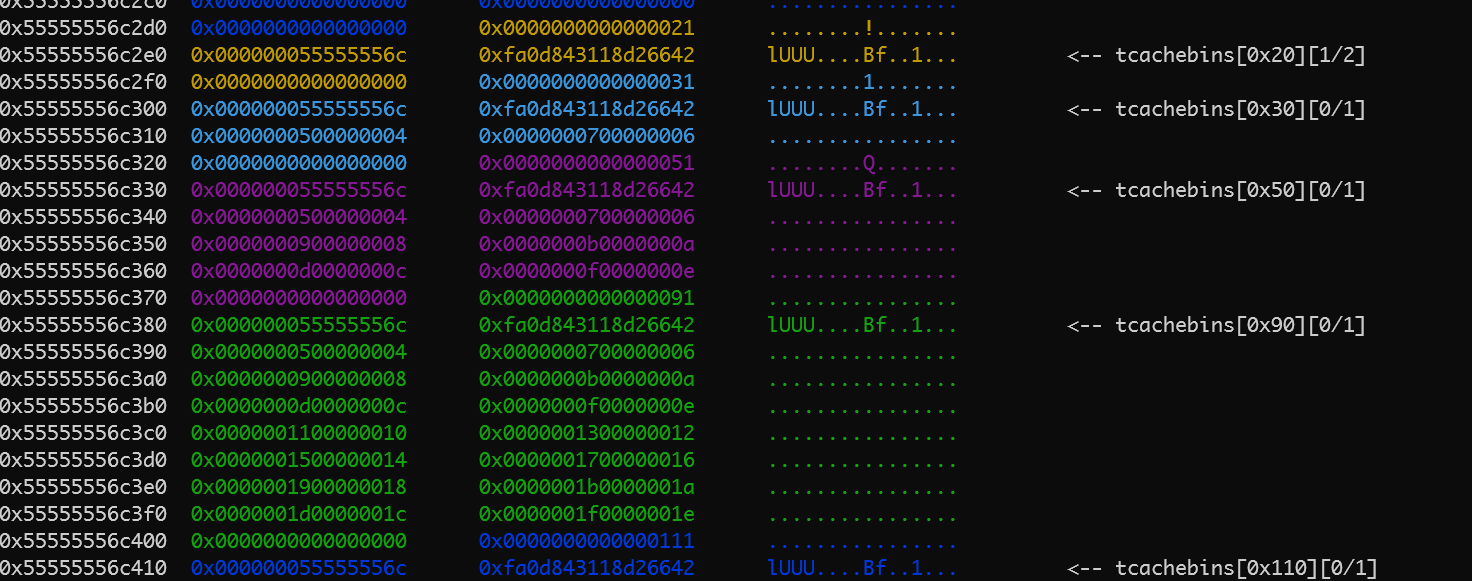 0x55555556c2c0 0x0000000000000000 0x0000000000000000 ................
0x55555556c2d0 0x0000000000000000 0x0000000000000021 ........!.......
0x55555556c2e0 0x000000055555556c 0xfa0d843118d26642 lUUU....Bf..1... <-- tcachebins[0x20][1/2]
0x55555556c2f0 0x0000000000000000 0x0000000000000031 ........1.......
0x55555556c300 0x000000055555556c 0xfa0d843118d26642 lUUU....Bf..1... <-- tcachebins[0x30][0/1]
0x55555556c310 0x0000000500000004 0x0000000700000006 ................
0x55555556c320 0x0000000000000000 0x0000000000000051 ........Q.......
0x55555556c330 0x000000055555556c 0xfa0d843118d26642 lUUU....Bf..1... <-- tcachebins[0x50][0/1]
0x55555556c340 0x0000000500000004 0x0000000700000006 ................
0x55555556c350 0x0000000900000008 0x0000000b0000000a ................
0x55555556c360 0x0000000d0000000c 0x0000000f0000000e ................
0x55555556c370 0x0000000000000000 0x0000000000000091 ................
0x55555556c380 0x000000055555556c 0xfa0d843118d26642 lUUU....Bf..1... <-- tcachebins[0x90][0/1]
0x55555556c390 0x0000000500000004 0x0000000700000006 ................
0x55555556c3a0 0x0000000900000008 0x0000000b0000000a ................
0x55555556c3b0 0x0000000d0000000c 0x0000000f0000000e ................
0x55555556c3c0 0x0000001100000010 0x0000001300000012 ................
0x55555556c3d0 0x0000001500000014 0x0000001700000016 ................
0x55555556c3e0 0x0000001900000018 0x0000001b0000001a ................
0x55555556c3f0 0x0000001d0000001c 0x0000001f0000001e ................
0x55555556c400 0x0000000000000000 0x0000000000000111 ................
0x55555556c410 0x000000055555556c 0xfa0d843118d26642 lUUU....Bf..1... <-- tcachebins[0x110][0/1]